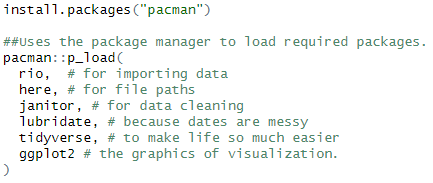 install.packages("pacman")
##Uses the package manager to load required packages.
pacman::p_load(
rio, # for importing data
here, # for file paths
janitor, # for data cleaning
lubridate, # because dates are messy
tidyverse, # to make life so much easier
ggplot2 # the graphics of visualization.
)